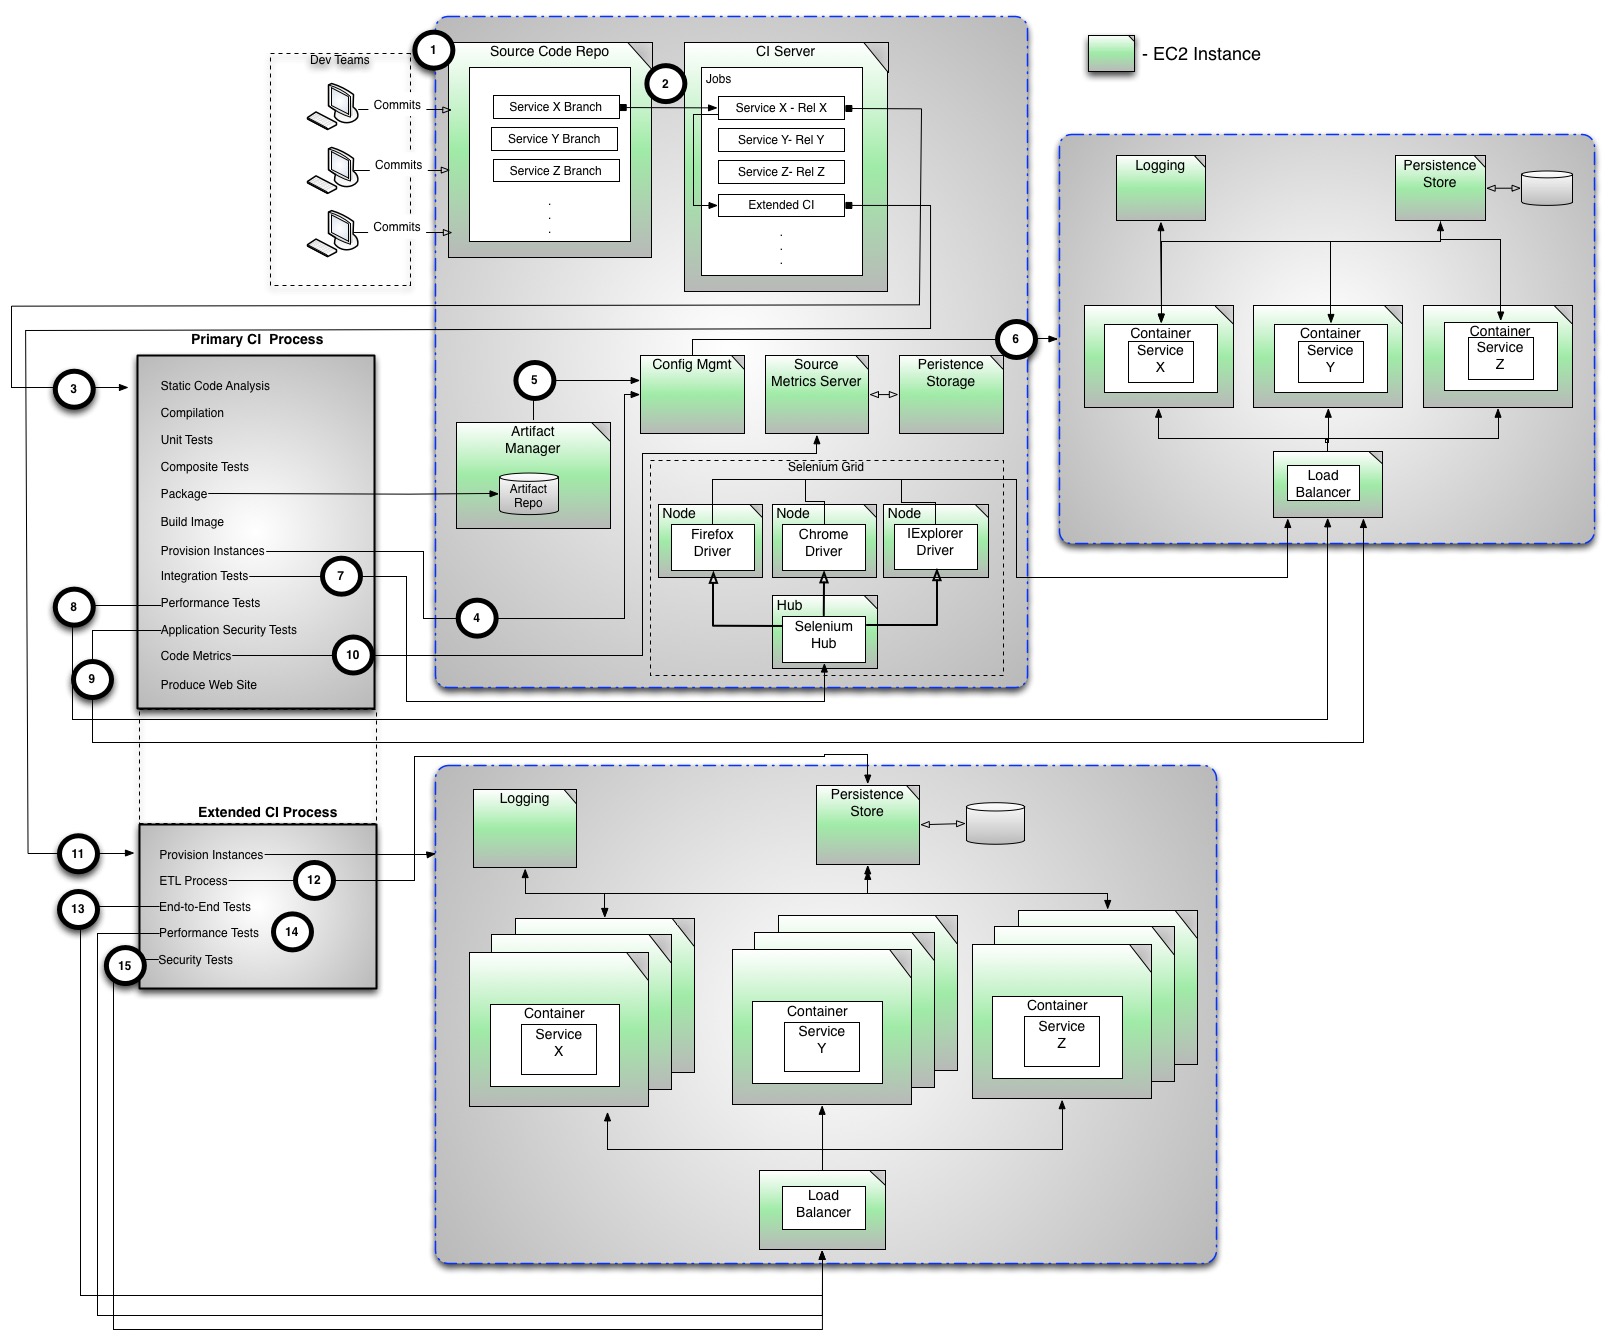 1
Source Code Repo
CI Server
- EC2 Instance
Dev Teams
2
Jobs
Commits
Service X Branch
Service X - Rel X
Service Y Branch
Service Y- Rel Y
Commits
Service Z Branch
Service Z- Rel Z
Commits
.
.
.
Extended CI
.
.
.
Logging
Persistence
Store
Container
Service
X
Container
Service
Y
Container
Service
Z
Load
Balancer
6
Primary CI  Process
3
Static Code Analysis
Compilation
Unit Tests
Composite Tests
Package
Build Image
Provision Instances
Integration Tests
7
8
Performance Tests
Application Security Tests
Code Metrics
10
9
Produce Web Site
5
Config Mgmt
Source
Metrics Server
Peristence
Storage
Artifact
Manager
Artifact
Repo
4
Selenium Grid
Node
Firefox
Driver
Node
Chrome
Driver
Node
IExplorer
Driver
Hub
Selenium
Hub
Extended CI Process
11
Provision Instances
ETL Process
12
13
End-to-End Tests
Performance Tests
14
15
Security Tests
Logging
Persistence
Store
Container
Service
X
Container
Service
Y
Container
Service
Z
Load
Balancer